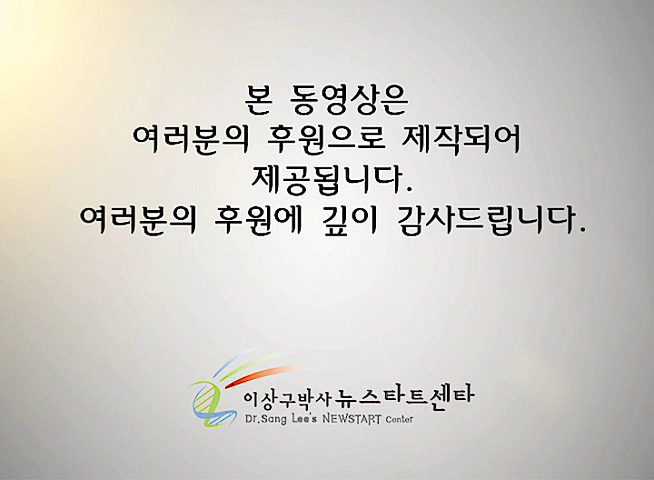 본 동영상은
여러분의 후원으로 제작되어
제공됩니다.
여러분의 후원에 깊이 감사드립니다.
이상구박사 뉴스타트센타
Dr.Sang Lee's NEWSTART Center